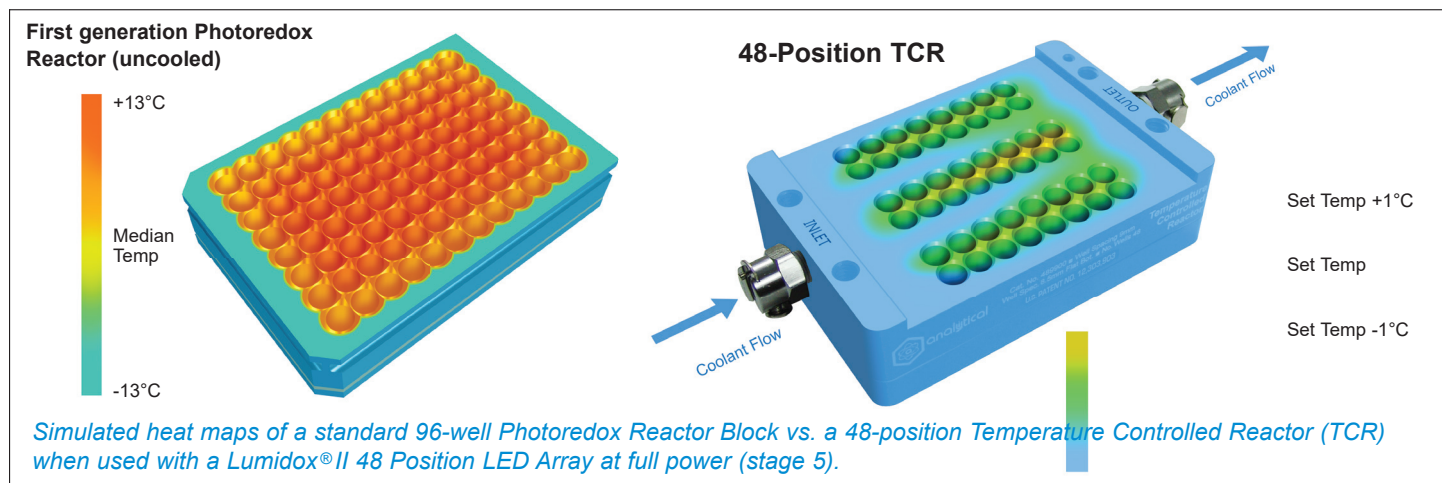 First generation Photoredox
Reactor (uncooled)
+13°C
Median
Temp
-13°C
48-Position TCR
Coolant Flow
OUTLET
INLET
Temperature
Controlled
Reactor
analytical
Coolant Flow
Set Temp +1°C
Set Temp
Set Temp -1°C
Simulated heat maps of a standard 96-well Photoredox Reactor Block vs. a 48-position Temperature Controlled Reactor (TCR)
when used with a Lumidox® II 48 Position LED Array at full power (stage 5).